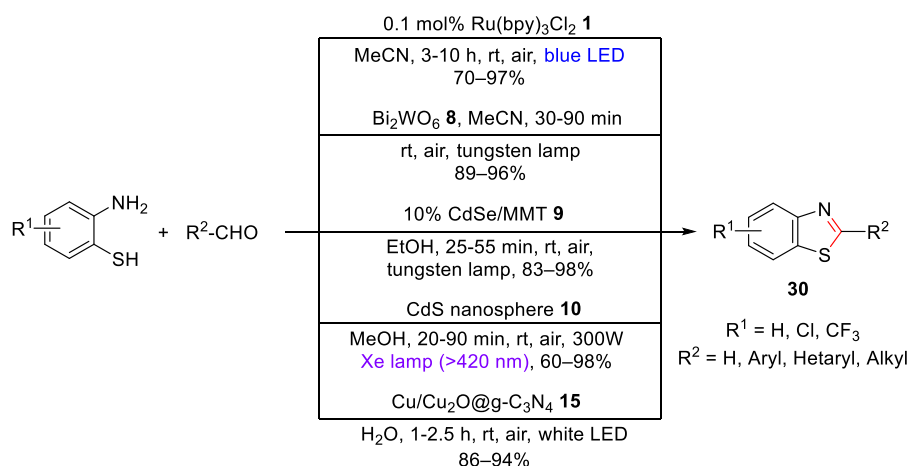 0.1 mol% Ru(bpy)₃Cl₂ 1
MeCN, 3-10 h, rt, air, blue LED
70–97%
Bi₂WO₆ 8, MeCN, 30-90 min
rt, air, tungsten lamp
89–96%
10% CdSe/MMT 9
EtOH, 25-55 min, rt, air,
tungsten lamp, 83–98%
CdS nanosphere 10
MeOH, 20-90 min, rt, air, 300W
Xe lamp (>420 nm), 60–98%
Cu/Cu₂O@g-C₃N₄ 15
H₂O, 1-2.5 h, rt, air, white LED
86–94%
R¹
NH₂
SH
+
R²-CHO
R¹
N
S
R²
30
R¹ = H, Cl, CF₃
R² = H, Aryl, Hetaryl, Alkyl